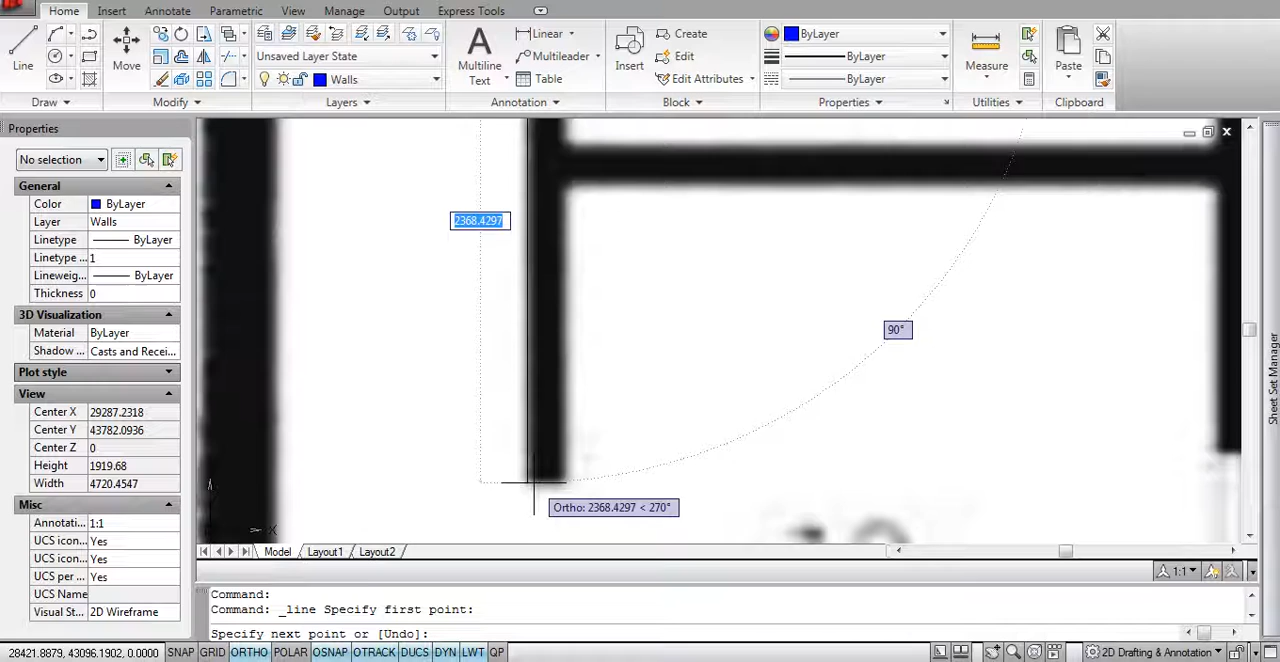 Home Insert Annotate Parametric View Manage Output Express Tools
Line
Move
Unsaved Layer State
Walls
Multiline
Text
Linear
Multileader
Table
Insert
Create
Edit
Edit Attributes
ByLayer
ByLayer
ByLayer
Measure
Paste
Draw Modify Layers Annotation Block Properties Utilities Clipboard
Properties
No selection
General
Color ByLayer
Layer Walls
Linetype ByLayer
Linetype ... 1
Lineweig... ByLayer
Thickness 0
3D Visualization
Material ByLayer
Shadow ... Casts and Recei...
Plot style
View
Center X 29287.2318
Center Y 43782.0936
Center Z 0
Height 1919.68
Width 4720.4547
Misc
Annotati... 1:1
UCS icon... Yes
UCS icon... Yes
UCS per ... Yes
UCS Name
Visual St... 2D Wireframe
2368.4297
90°
Ortho: 2368.4297 < 270°
X
Model Layout1 Layout2
1:1
Sheet Set Manager
Command:
Command: _line Specify first point:
Specify next point or [Undo]:
28421.8879, 43096.1902, 0.0000 SNAP GRID ORTHO POLAR OSNAP OTRACK DUCS DYN LWT QP 2D Drafting & Annotation